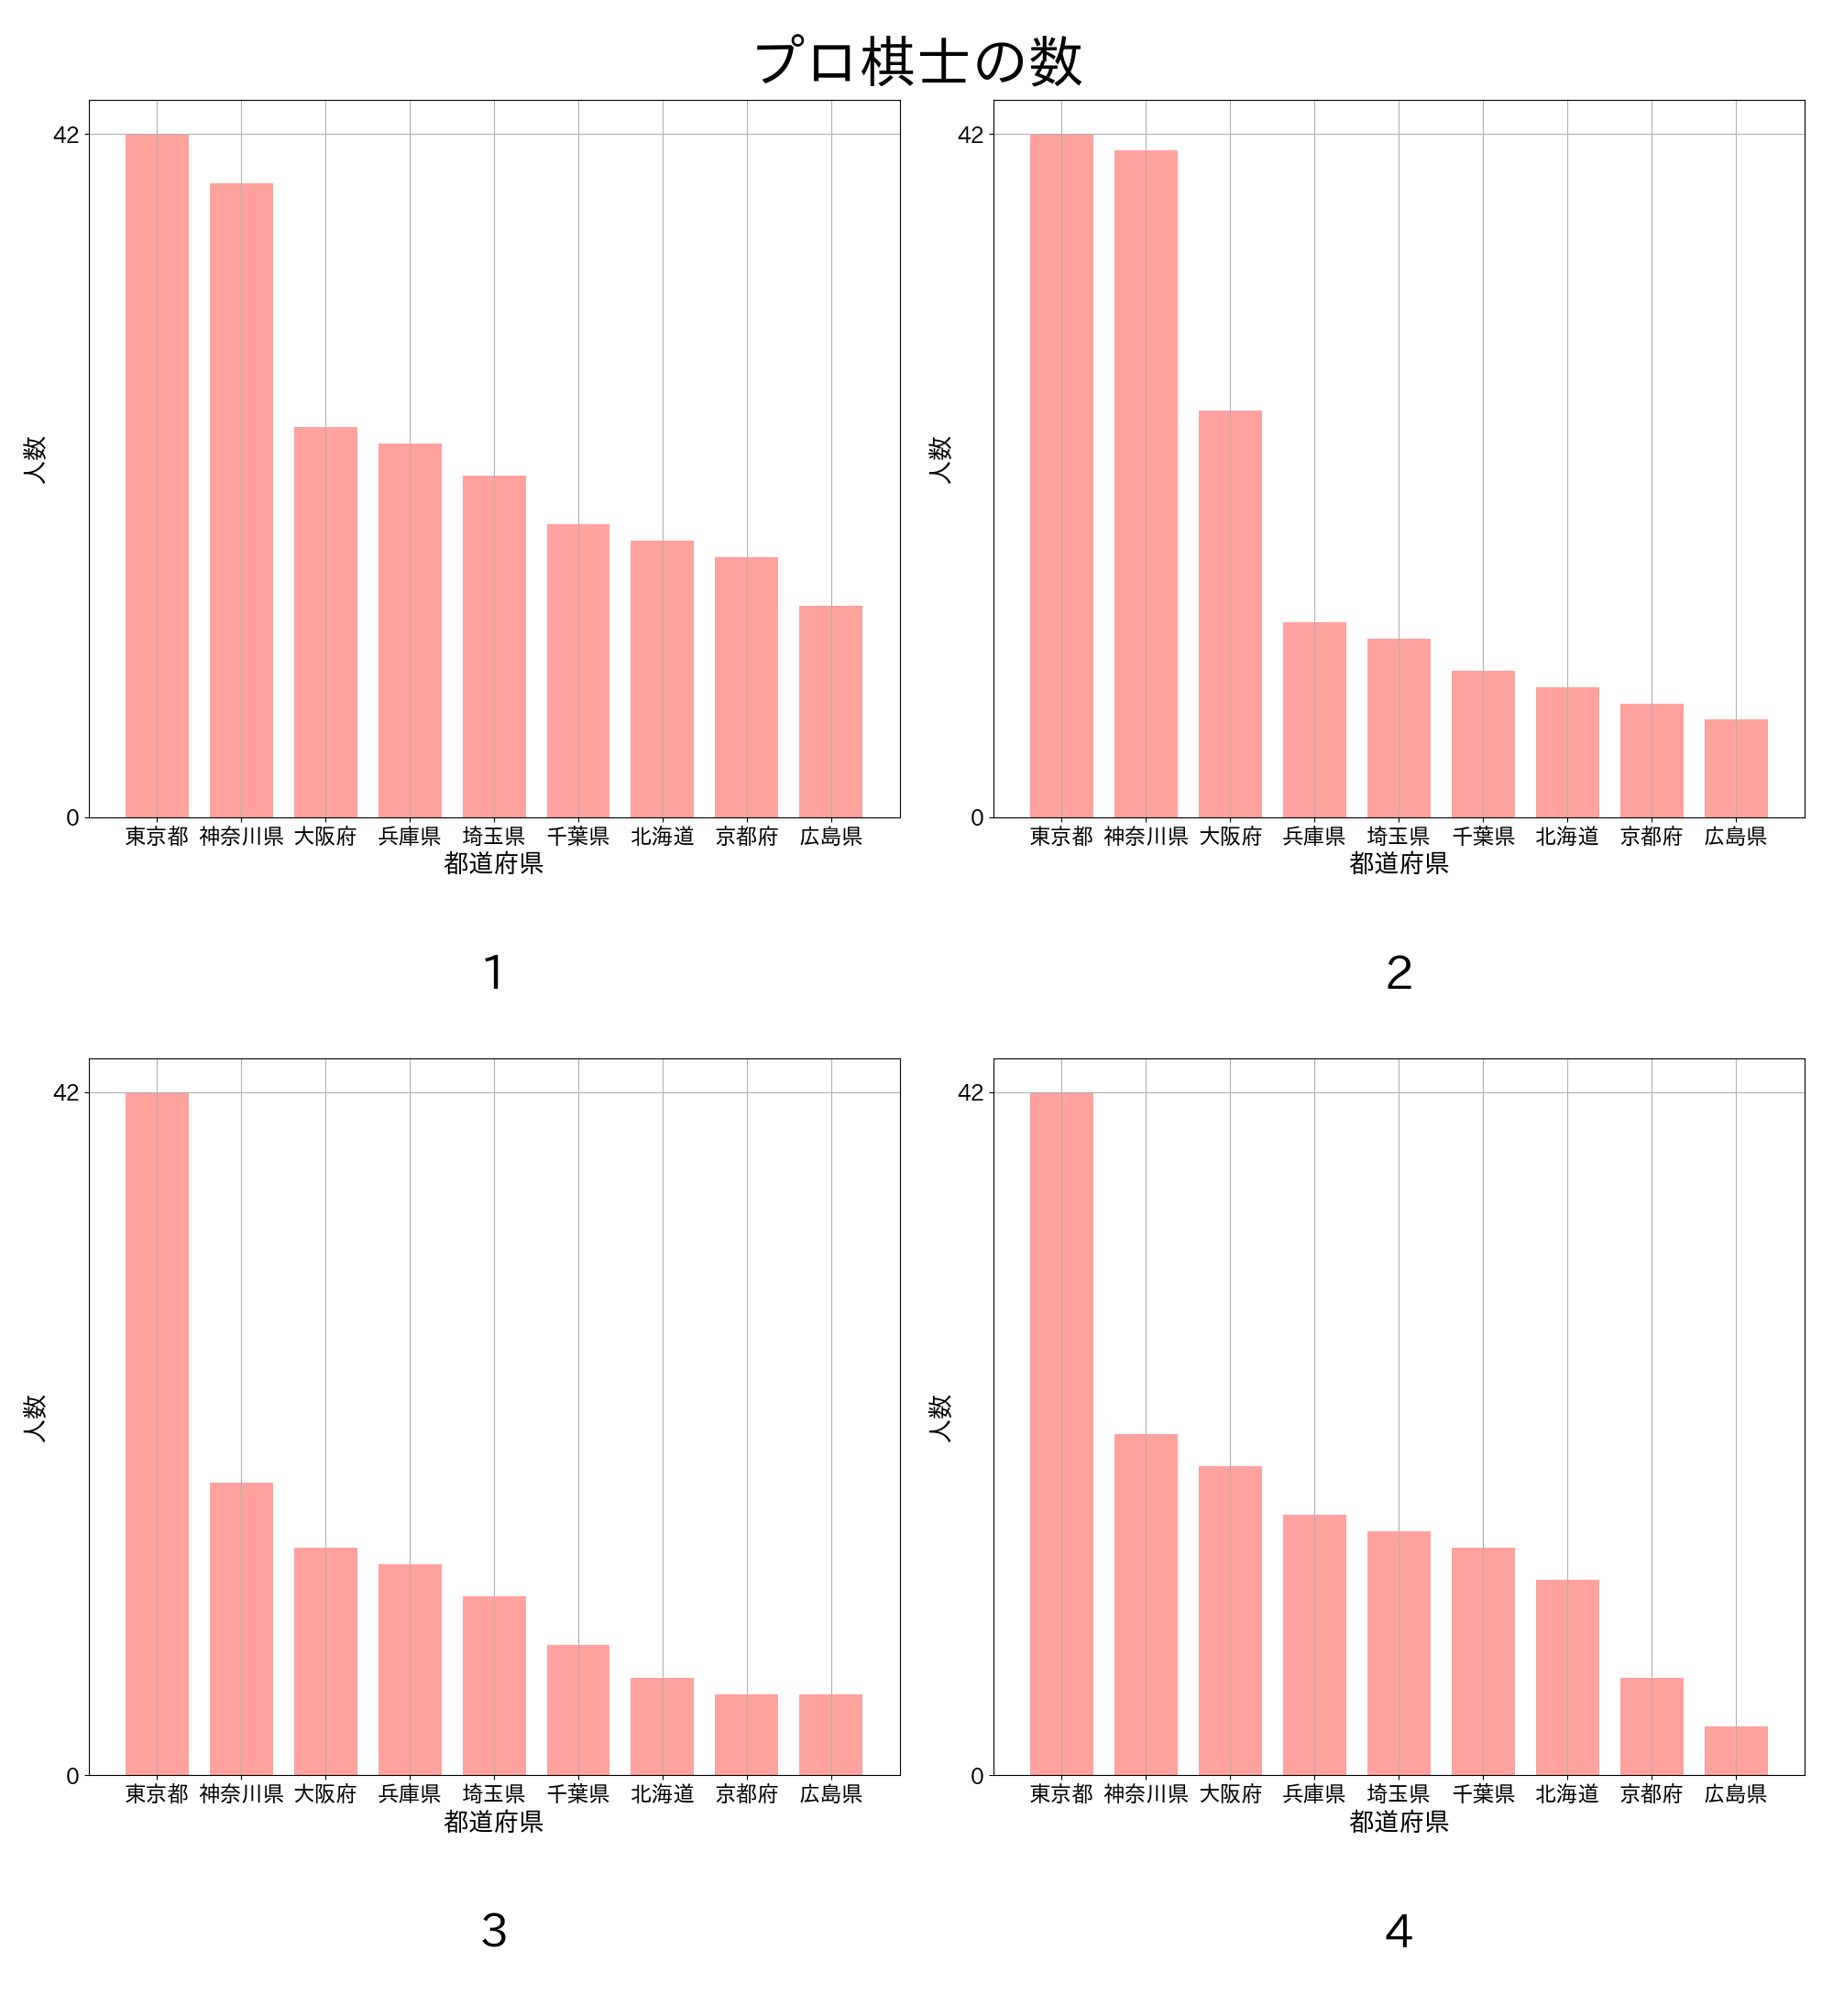 プロ棋士の数
42
0
人数
東京都 神奈川県 大阪府 兵庫県 埼玉県 千葉県 北海道 京都府 広島県
都道府県
1
42
0
人数
東京都 神奈川県 大阪府 兵庫県 埼玉県 千葉県 北海道 京都府 広島県
都道府県
2
42
0
人数
東京都 神奈川県 大阪府 兵庫県 埼玉県 千葉県 北海道 京都府 広島県
都道府県
3
42
0
人数
東京都 神奈川県 大阪府 兵庫県 埼玉県 千葉県 北海道 京都府 広島県
都道府県
4